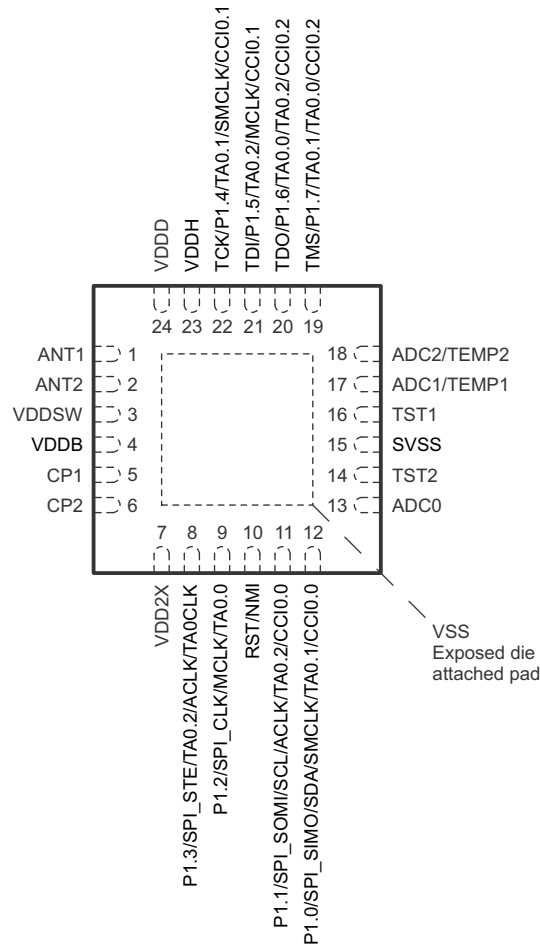 VDDD
VDDH
TCK/P1.4/TA0.1/SMCLK/CCI0.1
TDI/P1.5/TA0.2/MCLK/CCI0.1
TDO/P1.6/TA0.0/TA0.2/CCI0.2
TMS/P1.7/TA0.1/TA0.0/CCI0.2
24 23 22 21 20 19
ANT1 1
ANT2 2
VDDSW 3
VDDB 4
CP1 5
CP2 6
18 ADC2/TEMP2
17 ADC1/TEMP1
16 TST1
15 SVSS
14 TST2
13 ADC0
7 8 9 10 11 12
VDD2X
P1.3/SPI_STE/TA0.2/ACLK/TA0CLK
P1.2/SPI_CLK/MCLK/TA0.0
RST/NMI
P1.1/SPI_SOMI/SCL/ACLK/TA0.2/CCI0.0
P1.0/SPI_SIMO/SDA/SMCLK/TA0.1/CCI0.0
VSS
Exposed die
attached pad